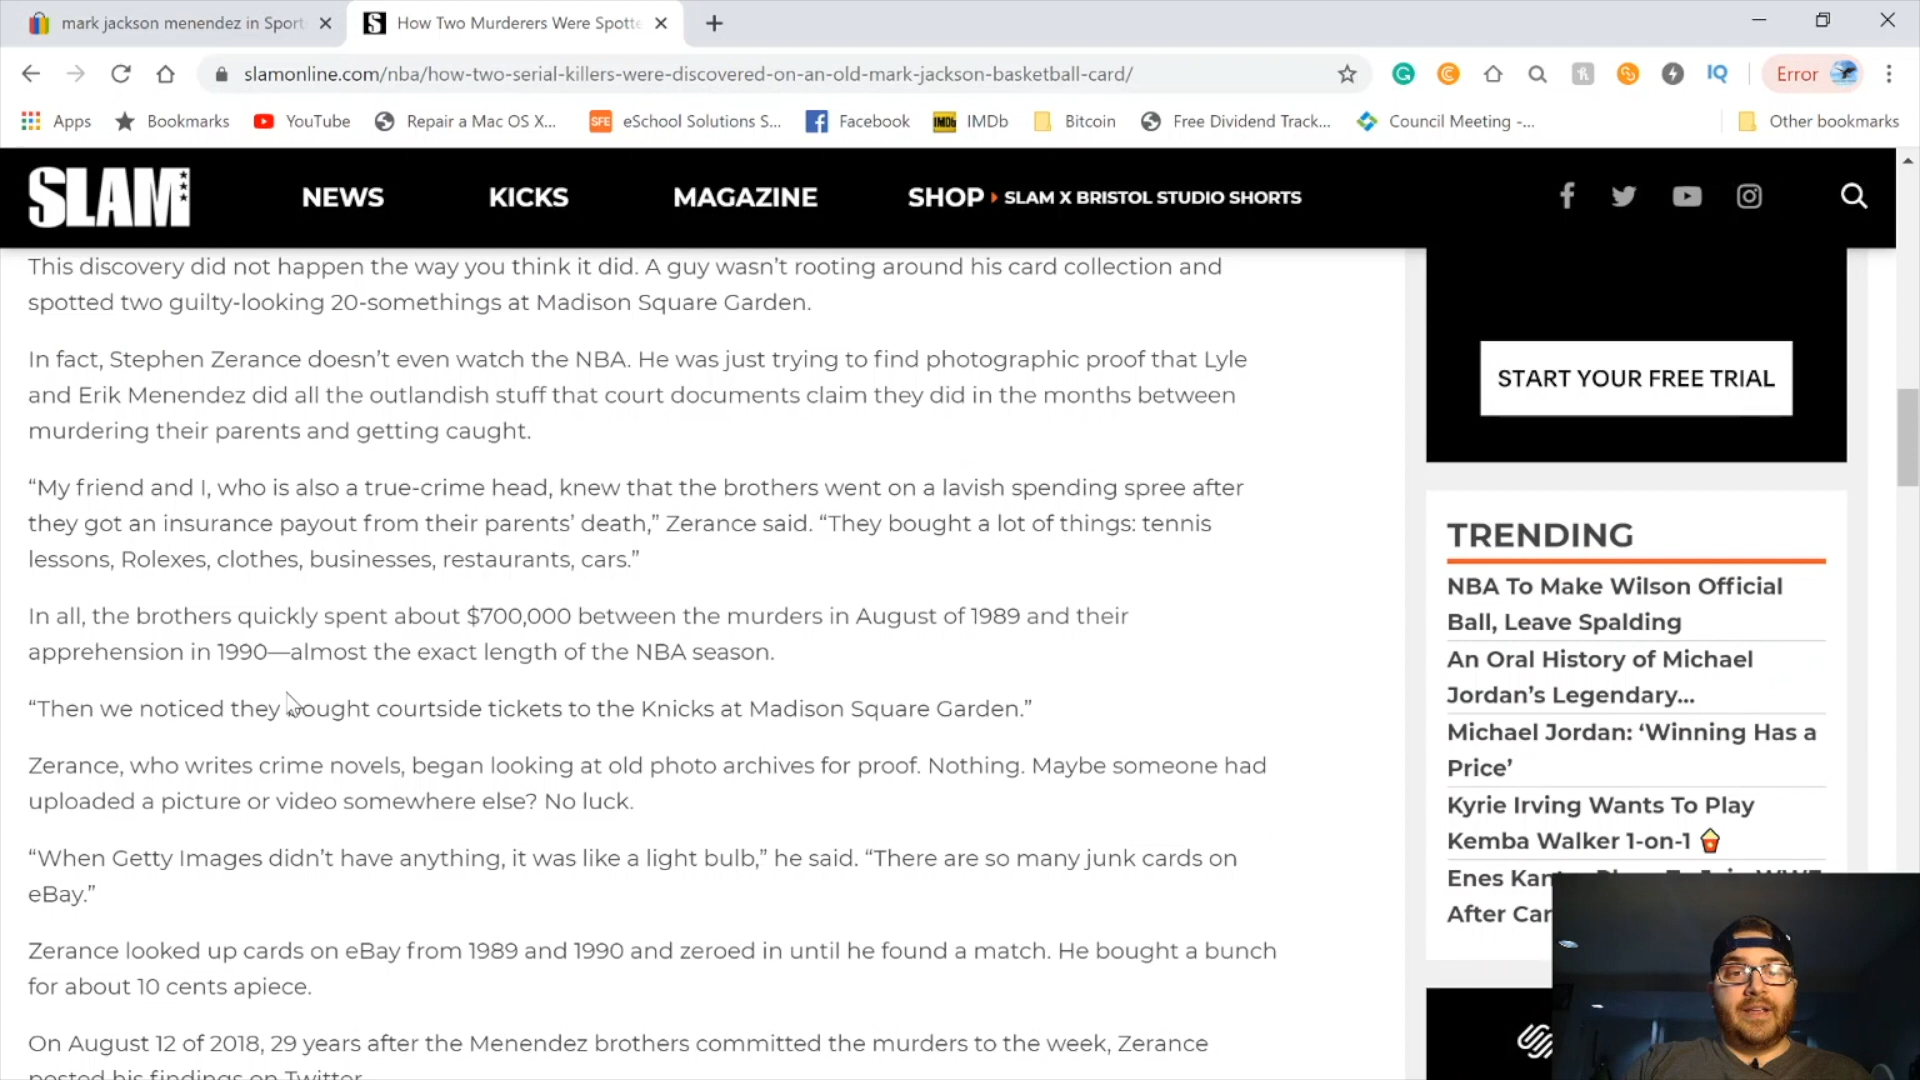 mark jackson menendez in Sport
How Two Murderers Were Spotte
slamonline.com/nba/how-two-serial-killers-were-discovered-on-an-old-mark-jackson-basketball-card/
IQ
Error
Apps
Bookmarks
YouTube
Repair a Mac OS X...
SFE
eSchool Solutions S...
Facebook
IMDb
IMDb
Bitcoin
Free Dividend Track...
Council Meeting -...
Other bookmarks
SLAM
NEWS
KICKS
MAGAZINE
SHOP
SLAM X BRISTOL STUDIO SHORTS
This discovery did not happen the way you think it did. A guy wasn’t rooting around his card collection and
spotted two guilty-looking 20-somethings at Madison Square Garden.
In fact, Stephen Zerance doesn’t even watch the NBA. He was just trying to find photographic proof that Lyle
and Erik Menendez did all the outlandish stuff that court documents claim they did in the months between
murdering their parents and getting caught.
“My friend and I, who is also a true-crime head, knew that the brothers went on a lavish spending spree after
they got an insurance payout from their parents’ death,” Zerance said. “They bought a lot of things: tennis
lessons, Rolexes, clothes, businesses, restaurants, cars.”
In all, the brothers quickly spent about $700,000 between the murders in August of 1989 and their
apprehension in 1990—almost the exact length of the NBA season.
“Then we noticed they bought courtside tickets to the Knicks at Madison Square Garden.”
Zerance, who writes crime novels, began looking at old photo archives for proof. Nothing. Maybe someone had
uploaded a picture or video somewhere else? No luck.
“When Getty Images didn’t have anything, it was like a light bulb,” he said. “There are so many junk cards on
eBay.”
Zerance looked up cards on eBay from 1989 and 1990 and zeroed in until he found a match. He bought a bunch
for about 10 cents apiece.
On August 12 of 2018, 29 years after the Menendez brothers committed the murders to the week, Zerance
posted his findings on Twitter.
START YOUR FREE TRIAL
TRENDING
NBA To Make Wilson Official
Ball, Leave Spalding
An Oral History of Michael
Jordan’s Legendary...
Michael Jordan: ‘Winning Has a
Price’
Kyrie Irving Wants To Play
Kemba Walker 1-on-1
Enes Kan
After Car